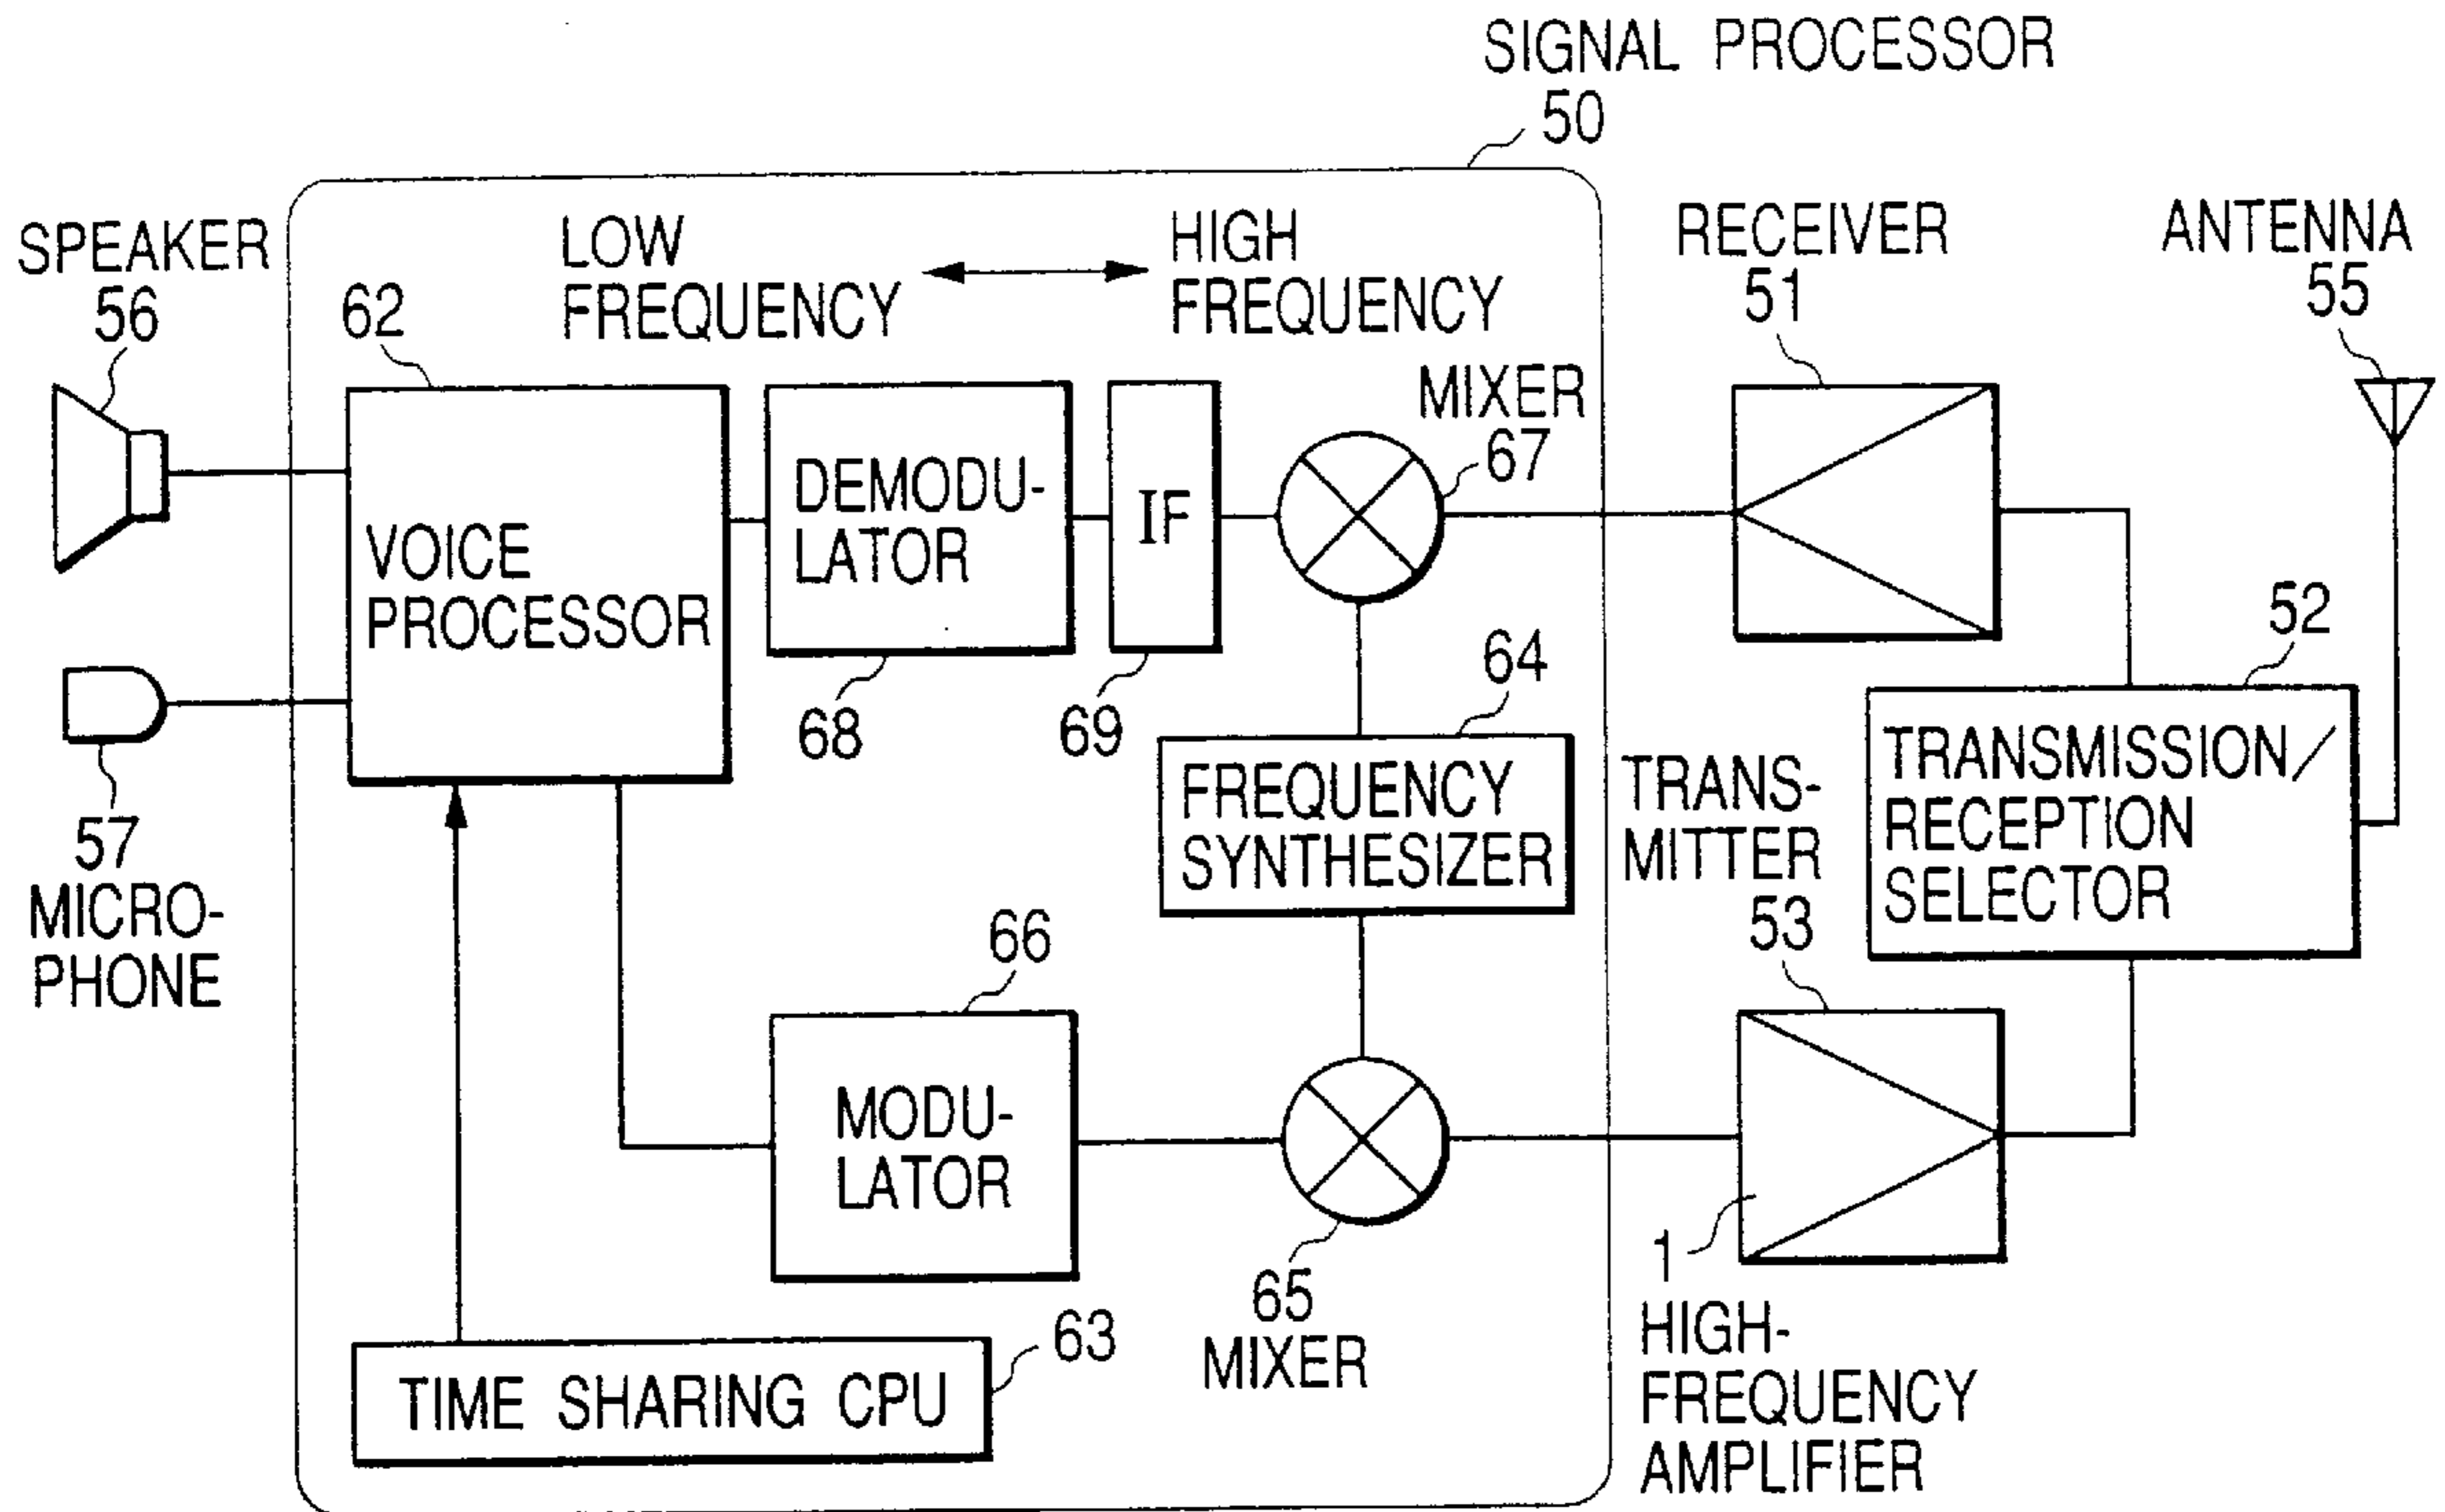 SIGNAL PROCESSOR
50
SPEAKER
56
62
LOW
FREQUENCY
HIGH
FREQUENCY
RECEIVER
51
ANTENNA
55
MIXER
67
VOICE
PROCESSOR
DEMODU-
LATOR
IF
68
69
64
52
57
MICRO-
PHONE
FREQUENCY
SYNTHESIZER
TRANS-
MITTER
53
TRANSMISSION/
RECEPTION
SELECTOR
66
MODU-
LATOR
65
MIXER
1
HIGH-
FREQUENCY
AMPLIFIER
63
TIME SHARING CPU